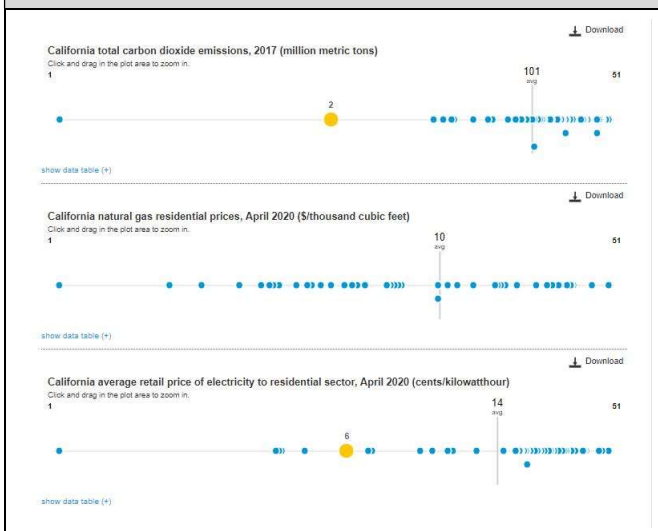 Download
California total carbon dioxide emissions, 2017 (million metric tons)
Click and drag in the plot area to zoom in.
1
101
avg
51
2
show data table (+)
Download
California natural gas residential prices, April 2020 ($/thousand cubic feet)
Click and drag in the plot area to zoom in.
1
10
avg
51
show data table (+)
Download
California average retail price of electricity to residential sector, April 2020 (cents/kilowatthour)
Click and drag in the plot area to zoom in.
1
14
avg
51
6
show data table (+)